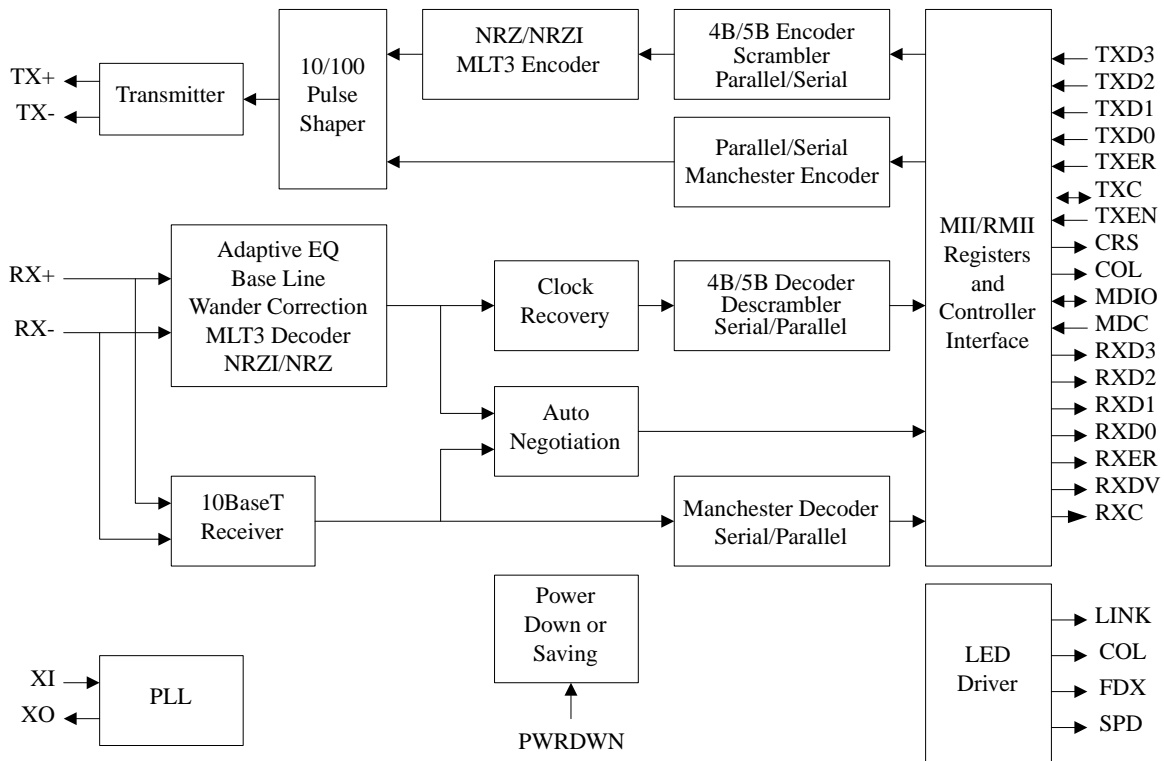 TX+
TX-
Transmitter
10/100
Pulse
Shaper
NRZ/NRZI
MLT3 Encoder
4B/5B Encoder
Scrambler
Parallel/Serial
Parallel/Serial
Manchester Encoder
RX+
RX-
Adaptive EQ
Base Line
Wander Correction
MLT3 Decoder
NRZI/NRZ
Clock
Recovery
4B/5B Decoder
Descrambler
Serial/Parallel
Auto
Negotiation
10BaseT
Receiver
Manchester Decoder
Serial/Parallel
MII/RMII
Registers
and
Controller
Interface
TXD3
TXD2
TXD1
TXD0
TXER
TXC
TXEN
CRS
COL
MDIO
MDC
RXD3
RXD2
RXD1
RXD0
RXER
RXDV
RXC
Power
Down or
Saving
PWRDWN
XI
XO
PLL
LED
Driver
LINK
COL
FDX
SPD